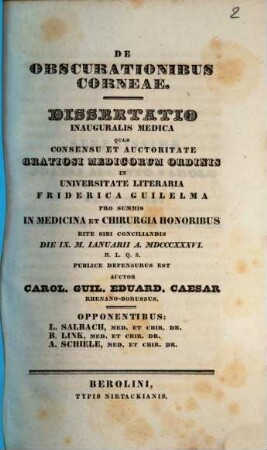 2
DE
OBSCURATIONIBUS
CORNEAE.
DISSERTATIO
INAUGURALIS MEDICA
QUAM
CONSENSU ET AUCTORITATE
GRATIOSI MEDICORUM ORDINIS
IN
UNIVERSITATE LITERARIA
FRIDERICA GUILELMA
PRO SUMMIS
IN MEDICINA ET CHIRURGIA HONORIBUS
RITE SIBI CONCILIANDIS
DIE IX. M. IANUARII A. MDCCCXXXVI.
H. L. Q. S.
PUBLICE DEFENSURUS EST
AUCTOR
CAROL. GUIL. EDUARD. CAESAR
RHENANO-BORUSSUS,
OPPONENTIBUS;
L. SALBACH, MED. ET CHIR. DR.
H. LINK, MED. ET CHIR. DR.
A. SCHIELE, MED. ET CHIR. DR.
BEROLINI,
TYPIS NIETACKIANIS.